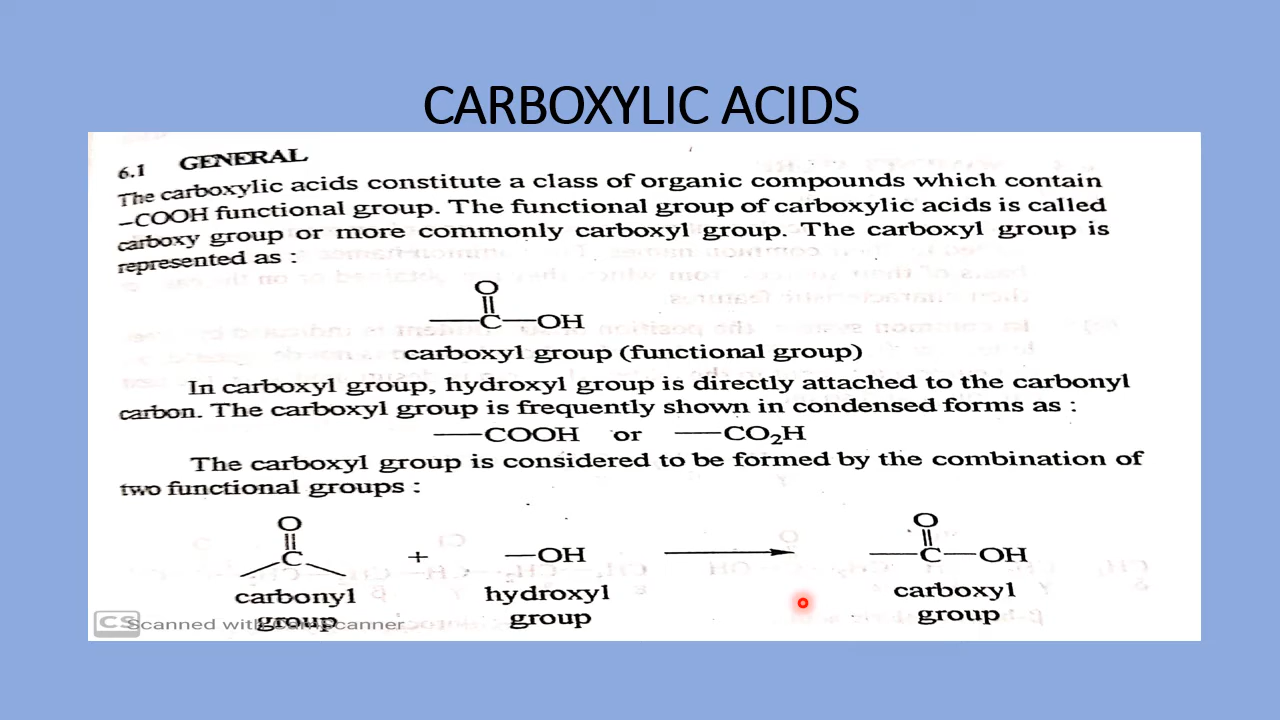 CARBOXYLIC ACIDS
6.1 GENERAL
The carboxylic acids constitute a class of organic compounds which contain
–COOH functional group. The functional group of carboxylic acids is called
carboxy group or more commonly carboxyl group. The carboxyl group is
represented as :
O
—C—OH
carboxyl group (functional group)
In carboxyl group, hydroxyl group is directly attached to the carbonyl
carbon. The carboxyl group is frequently shown in condensed forms as :
—COOH or —CO₂H
The carboxyl group is considered to be formed by the combination of
two functional groups :
O O
C + —OH —C—OH
carbonyl hydroxyl carboxyl
group group group
CS Scanned with CamScanner